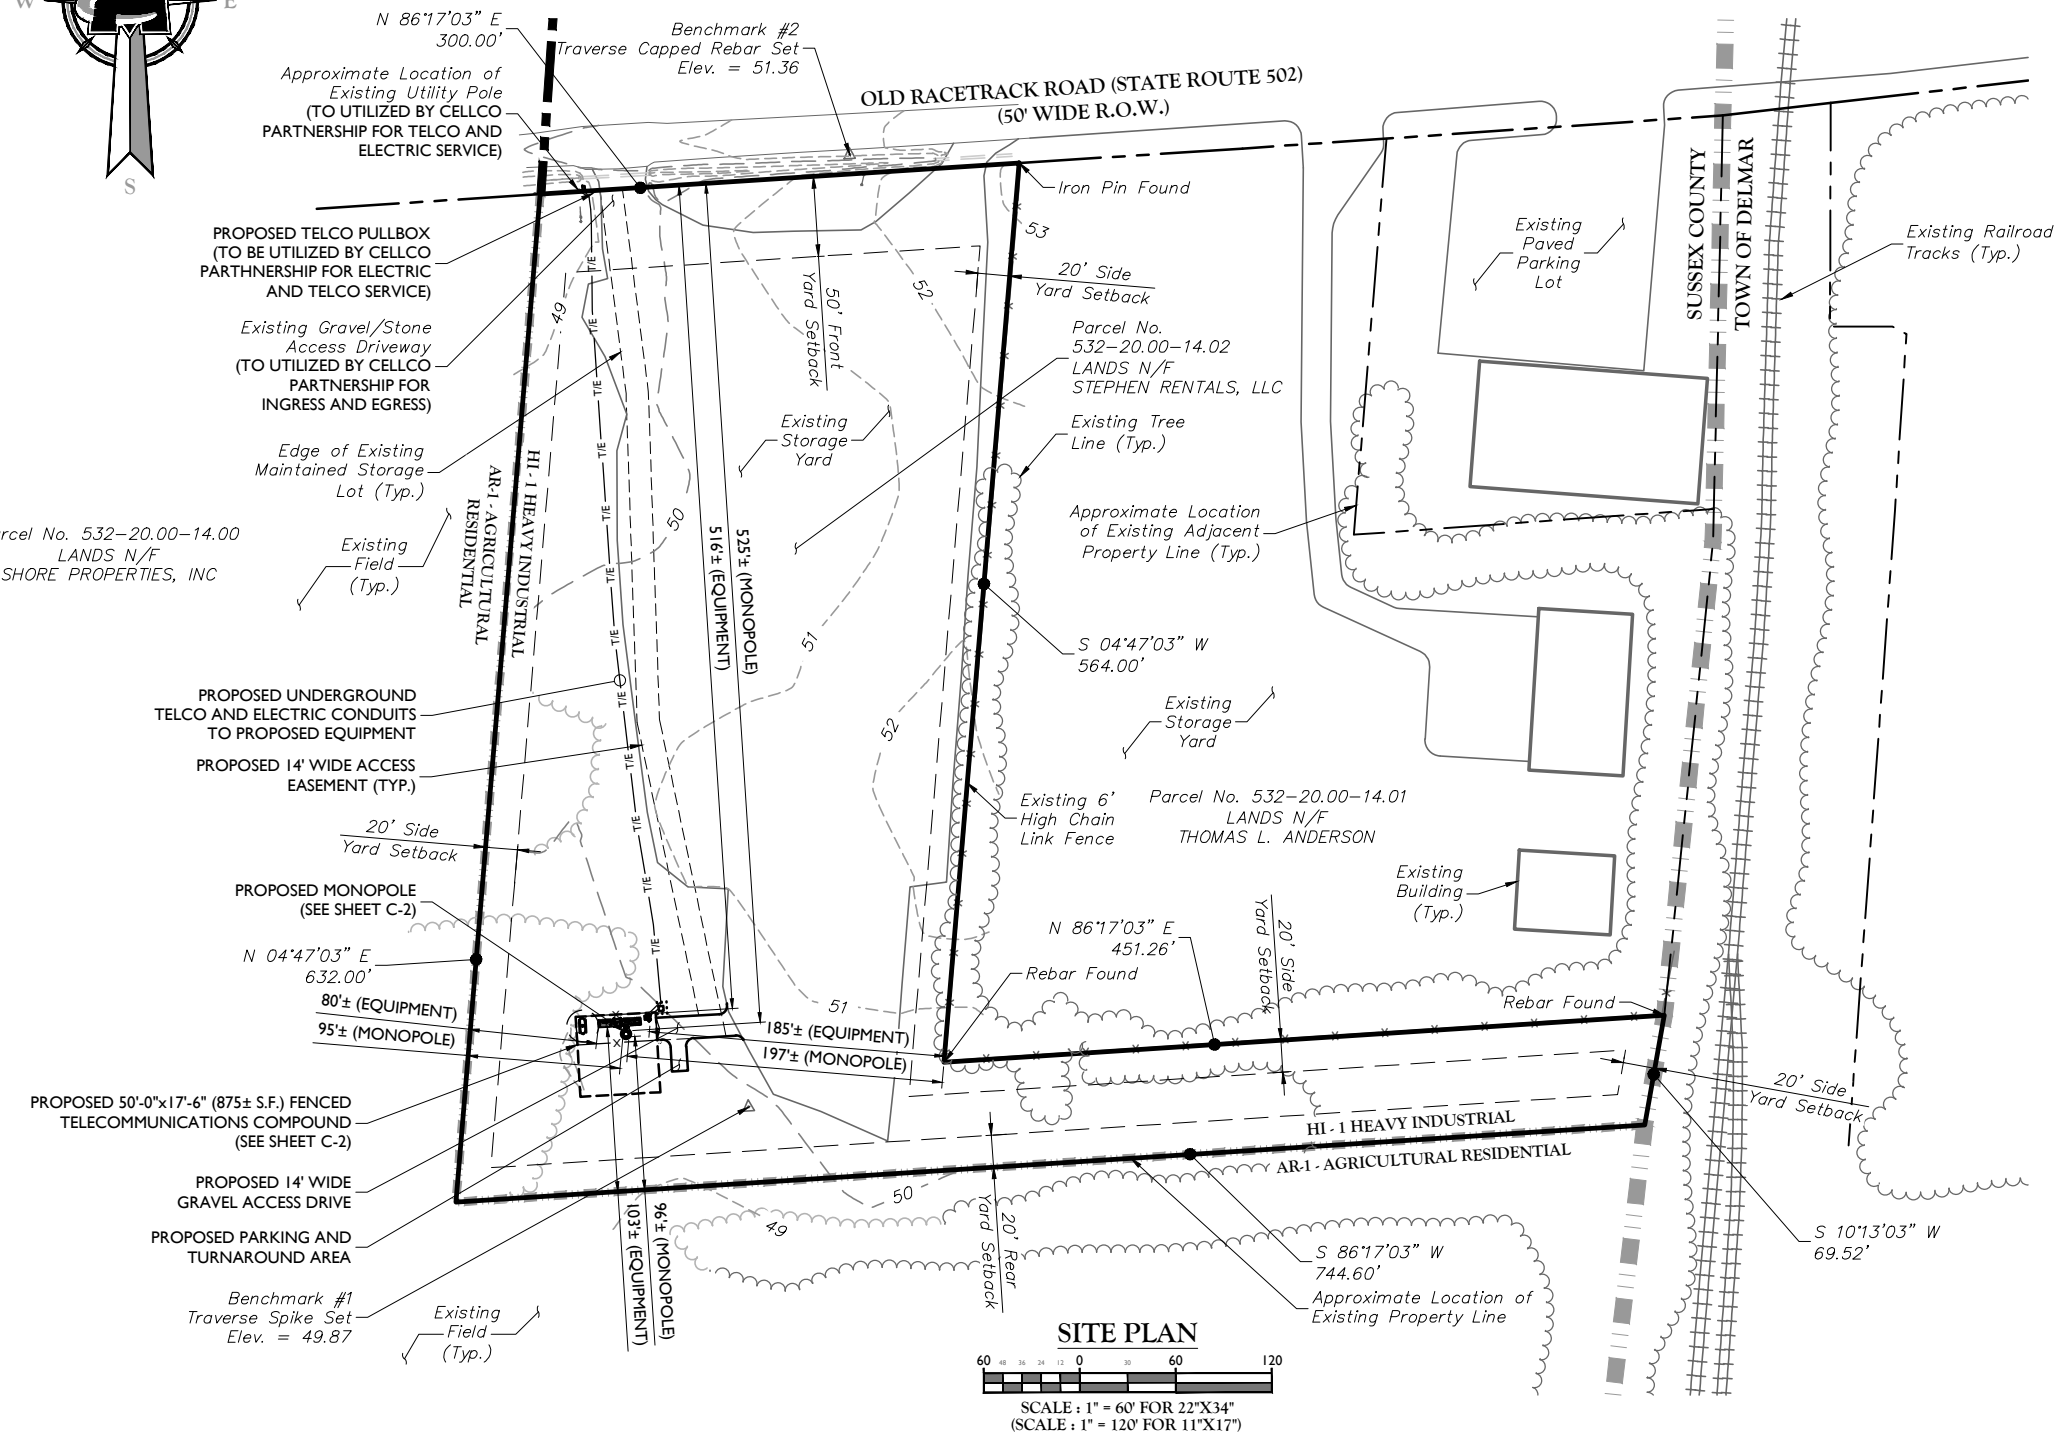 W
E
S
N 86°17'03" E
300.00'
Benchmark #2
Traverse Capped Rebar Set
Elev. = 51.36
Approximate Location of
Existing Utility Pole
(TO UTILIZED BY CELLCO
PARTNERSHIP FOR TELCO AND
ELECTRIC SERVICE)
OLD RACETRACK ROAD (STATE ROUTE 502)
(50' WIDE R.O.W.)
Iron Pin Found
53
PROPOSED TELCO PULLBOX
(TO BE UTILIZED BY CELLCO
PARTHNERSHIP FOR ELECTRIC
AND TELCO SERVICE)
Existing Gravel/Stone
Access Driveway
(TO UTILIZED BY CELLCO
PARTNERSHIP FOR
INGRESS AND EGRESS)
49
52
50' Front
Yard Setback
20' Side
Yard Setback
Parcel No.
532-20.00-14.02
LANDS N/F
STEPHEN RENTALS, LLC
Existing
Paved
Parking
Lot
SUSSEX COUNTY
TOWN OF DELMAR
Existing Railroad
Tracks (Typ.)
Existing
Storage
Yard
Existing Tree
Line (Typ.)
Edge of Existing
Maintained Storage
Lot (Typ.)
HI - 1 HEAVY INDUSTRIAL
AR-1 - AGRICULTURAL
RESIDENTIAL
50
Approximate Location
of Existing Adjacent
Property Line (Typ.)
rcel No. 532-20.00-14.00
LANDS N/F
SHORE PROPERTIES, INC
Existing
Field
(Typ.)
T/E
T/E
T/E
T/E
T/E
T/E
T/E
T/E
T/E
T/E
T/E
T/E
525'± (MONOPOLE)
516'± (EQUIPMENT)
51
52
S 04°47'03" W
564.00'
PROPOSED UNDERGROUND
TELCO AND ELECTRIC CONDUITS
TO PROPOSED EQUIPMENT
PROPOSED 14' WIDE ACCESS
EASEMENT (TYP.)
Existing
Storage
Yard
20' Side
Yard Setback
Existing 6'
High Chain
Link Fence
Parcel No. 532-20.00-14.01
LANDS N/F
THOMAS L. ANDERSON
PROPOSED MONOPOLE
(SEE SHEET C-2)
Existing
Building
(Typ.)
N 04°47'03" E
632.00'
N 86°17'03" E
451.26'
20' Side
Yard Setback
Rebar Found
Rebar Found
80'± (EQUIPMENT)
95'± (MONOPOLE)
51
185'± (EQUIPMENT)
197'± (MONOPOLE)
20' Side
Yard Setback
PROPOSED 50'-0"x17'-6" (875± S.F.) FENCED
TELECOMMUNICATIONS COMPOUND
(SEE SHEET C-2)
HI - 1 HEAVY INDUSTRIAL
AR-1 - AGRICULTURAL RESIDENTIAL
PROPOSED 14' WIDE
GRAVEL ACCESS DRIVE
50
49
PROPOSED PARKING AND
TURNAROUND AREA
96'± (MONOPOLE)
103'± (EQUIPMENT)
20' Rear
Yard Setback
S 86°17'03" W
744.60'
S 10°13'03" W
69.52'
Benchmark #1
Traverse Spike Set
Elev. = 49.87
Existing
Field
(Typ.)
Approximate Location of
Existing Property Line
SITE PLAN
60 48 36 24 12 0 30 60 120
SCALE : 1" = 60' FOR 22"X34"
(SCALE : 1" = 120' FOR 11"X17")